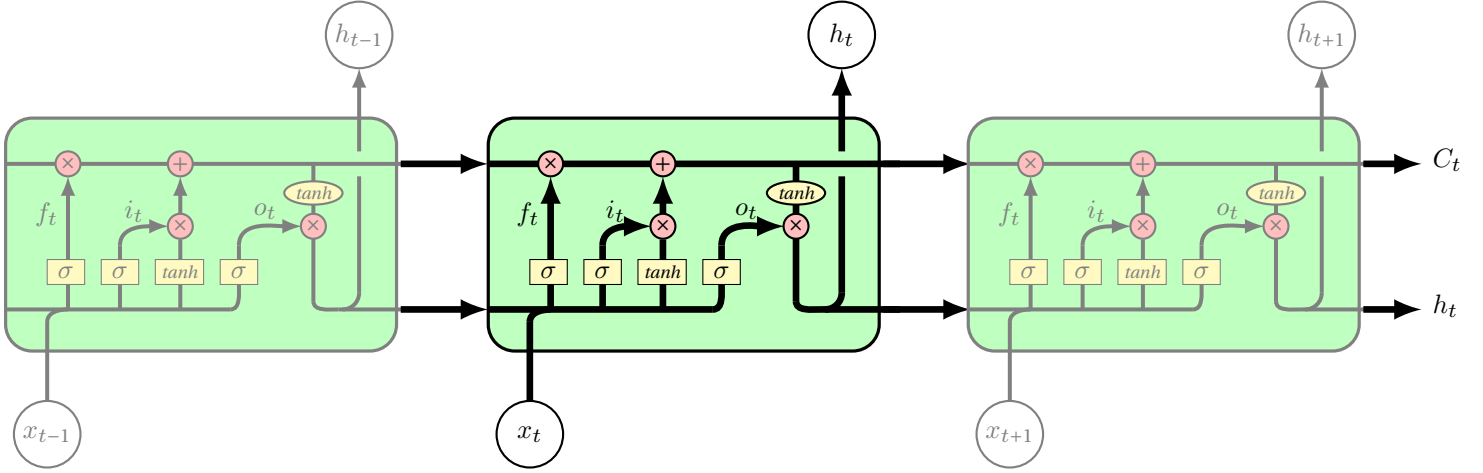 h_{t-1} h_t h_{t+1}
× + × + × + C_t
tanh tanh tanh
f_t i_t o_t f_t i_t o_t f_t i_t o_t
× × × × × ×
σ σ tanh σ σ σ tanh σ σ σ tanh σ
h_t
x_{t-1} x_t x_{t+1}